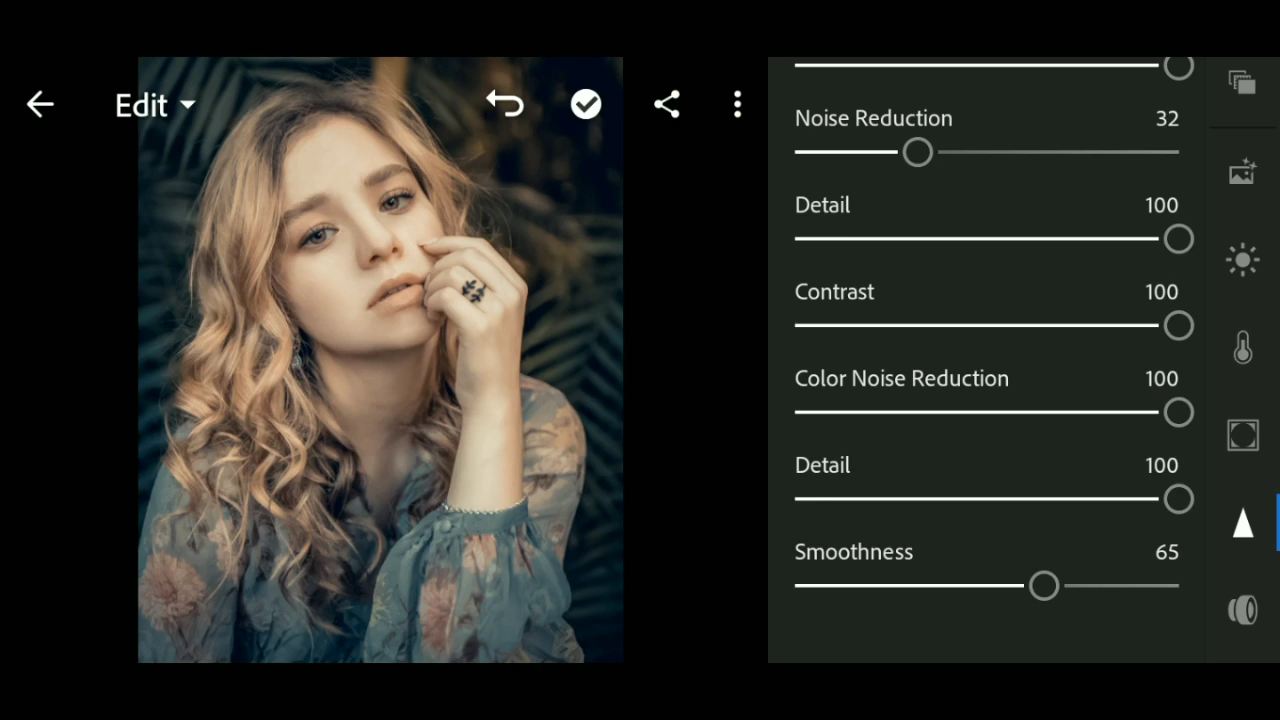 Edit
Noise Reduction 32
Detail 100
Contrast 100
Color Noise Reduction 100
Detail 100
Smoothness 65